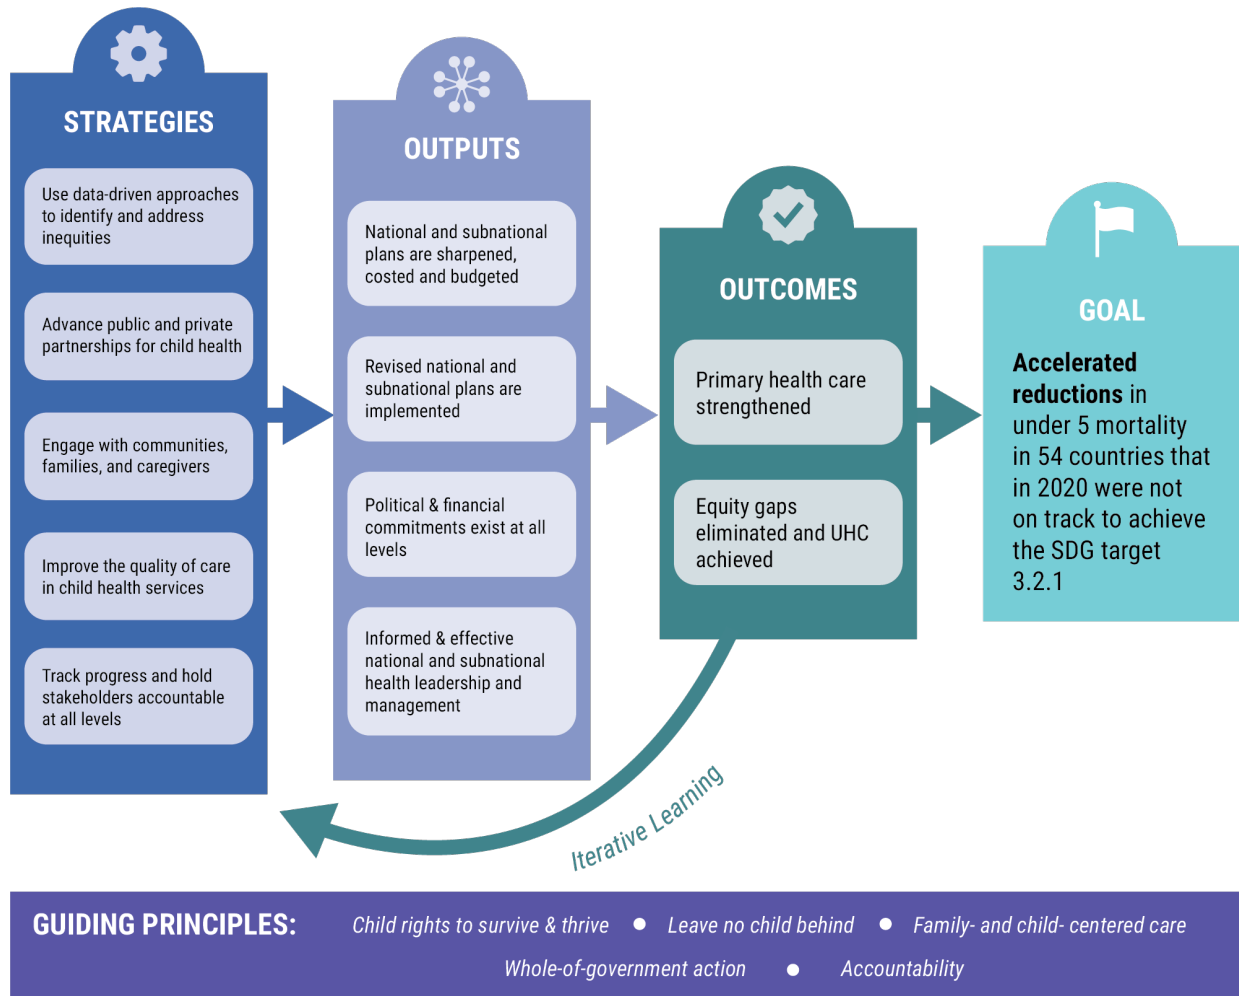 STRATEGIES
Use data-driven approaches
to identify and address
inequities
Advance public and private
partnerships for child health
Engage with communities,
families, and caregivers
Improve the quality of care
in child health services
Track progress and hold
stakeholders accountable
at all levels
OUTPUTS
National and subnational
plans are sharpened,
costed and budgeted
Revised national and
subnational plans are
implemented
Political & financial
commitments exist at all
levels
Informed & effective
national and subnational
health leadership and
management
OUTCOMES
Primary health care
strengthened
Equity gaps
eliminated and UHC
achieved
GOAL
Accelerated
reductions in
under 5 mortality
in 54 countries that
in 2020 were not
on track to achieve
the SDG target
3.2.1
Iterative Learning
GUIDING PRINCIPLES:
Child rights to survive & thrive ● Leave no child behind ● Family- and child- centered care
Whole-of-government action ● Accountability